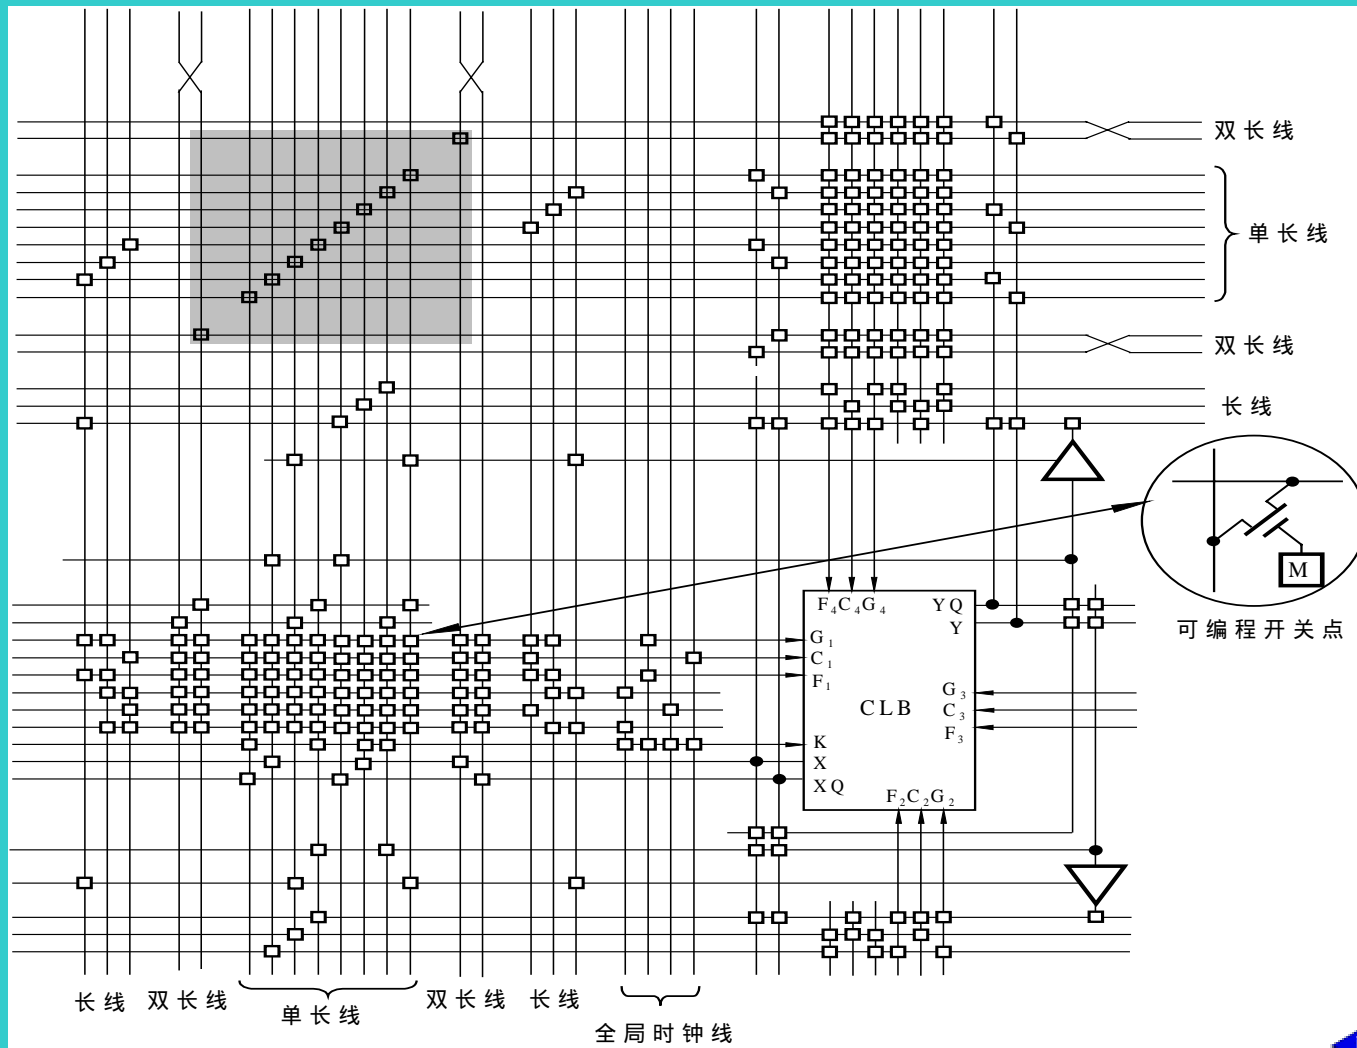 双长线
单长线
双长线
长线
M
可编程开关点
F₄C₄G₄
YQ
Y
G₁
C₁
F₁
CLB
G₃
C₃
F₃
K
X
XQ
F₂C₂G₂
长线
双长线
单长线
双长线
长线
全局时钟线